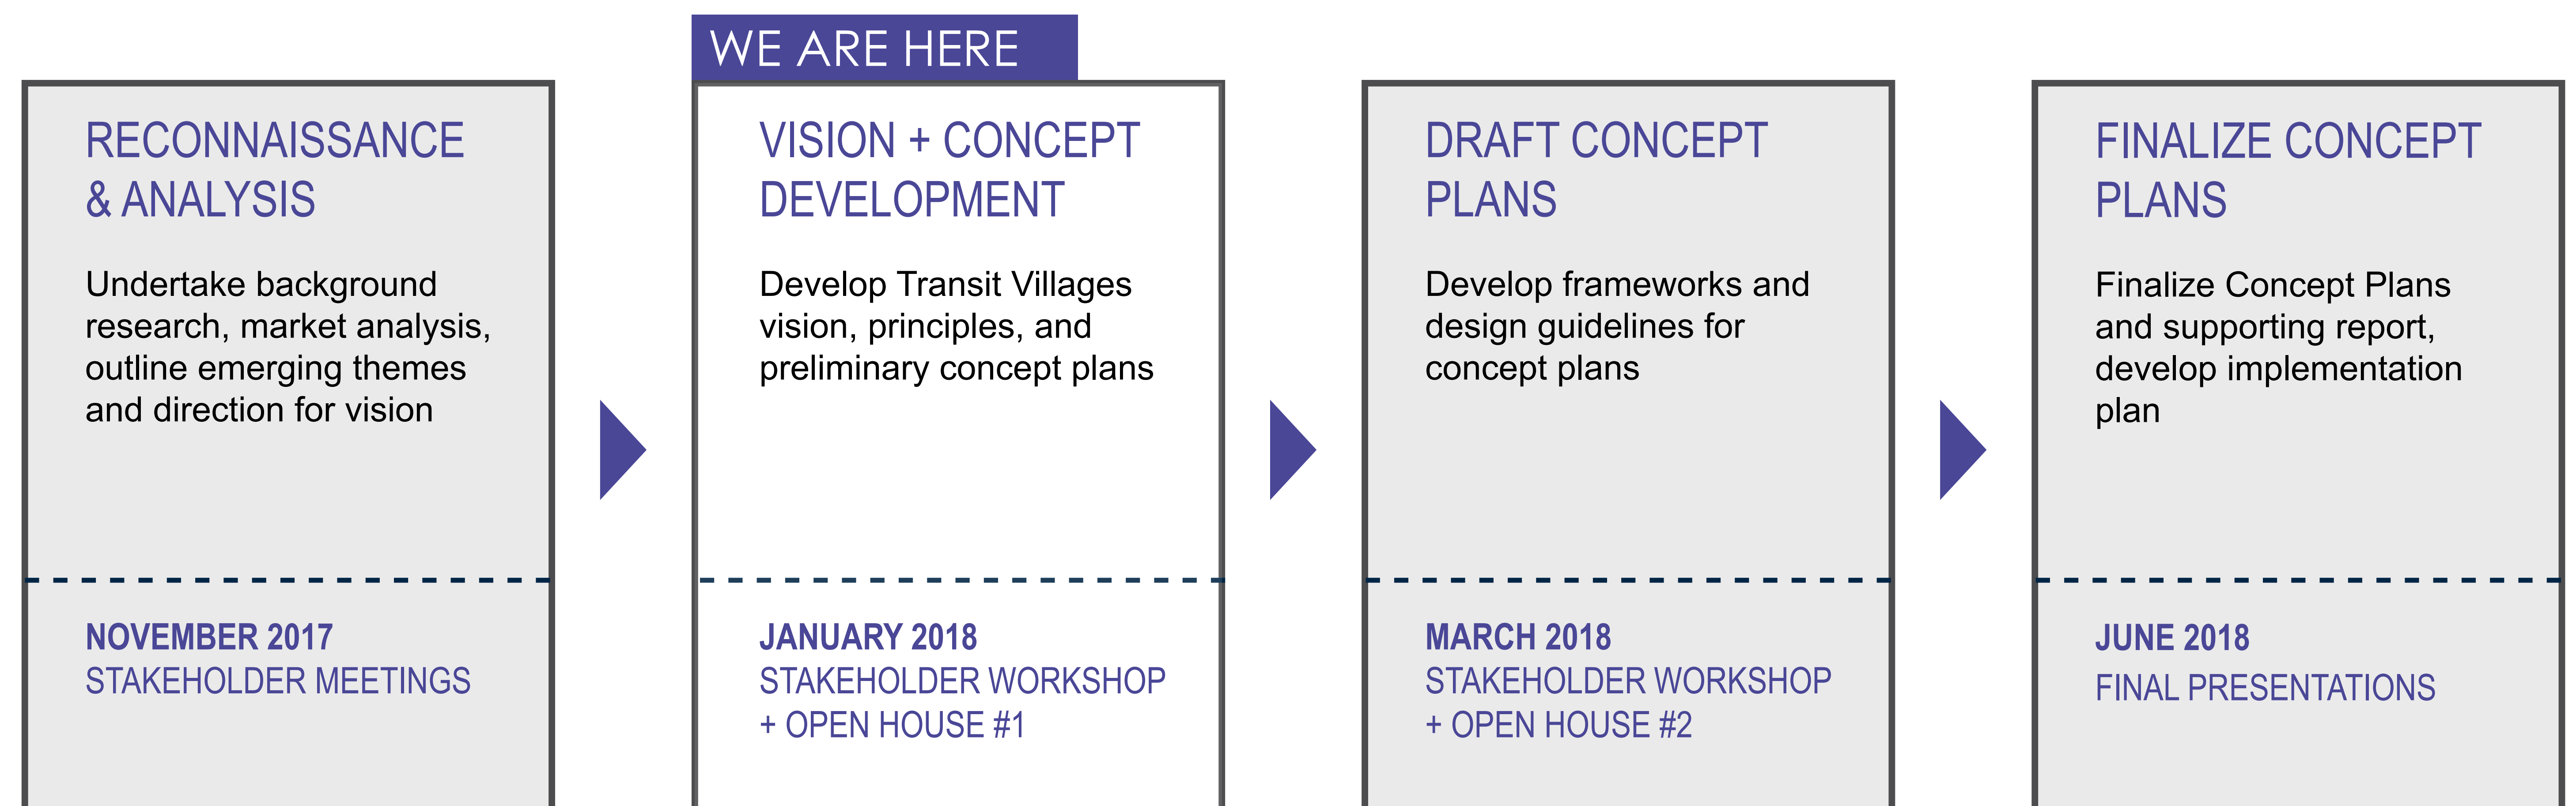 WE ARE HERE
RECONNAISSANCE
& ANALYSIS
Undertake background
research, market analysis,
outline emerging themes
and direction for vision
NOVEMBER 2017
STAKEHOLDER MEETINGS
VISION + CONCEPT
DEVELOPMENT
Develop Transit Villages
vision, principles, and
preliminary concept plans
JANUARY 2018
STAKEHOLDER WORKSHOP
+ OPEN HOUSE #1
DRAFT CONCEPT
PLANS
Develop frameworks and
design guidelines for
concept plans
MARCH 2018
STAKEHOLDER WORKSHOP
+ OPEN HOUSE #2
FINALIZE CONCEPT
PLANS
Finalize Concept Plans
and supporting report,
develop implementation
plan
JUNE 2018
FINAL PRESENTATIONS